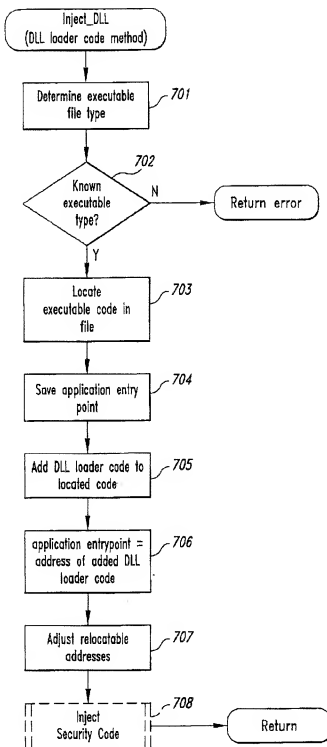 Inject_DLL
(DLL loader code method)
Determine executable
file type
701
702
Known
executable
type?
N
Return error
Y
Locate
executable code in
file
703
Save application entry
point
704
Add DLL loader code to
located code
705
application entrypoint =
address of added DLL
loader code
706
Adjust relocatable
addresses
707
Inject
Security Code
708
Return